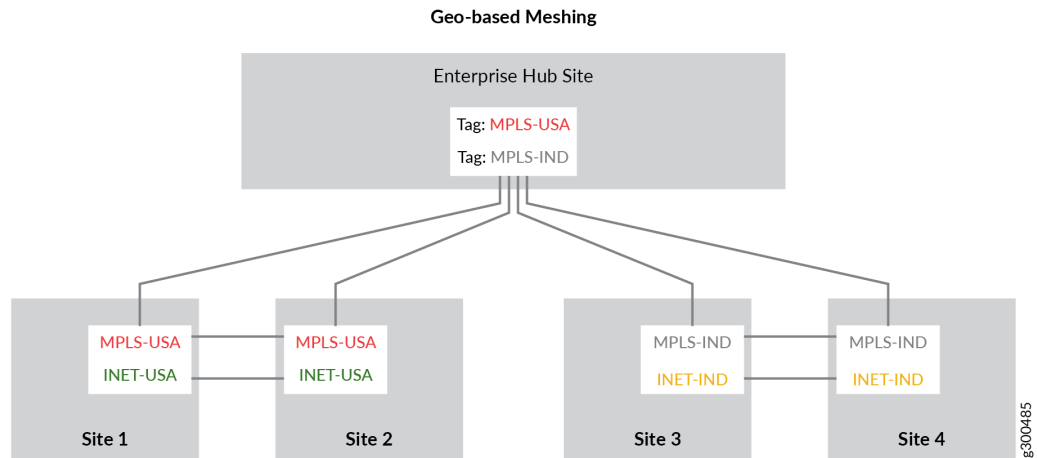 Geo-based Meshing
Enterprise Hub Site
Tag: MPLS-USA
Tag: MPLS-IND
MPLS-USA
INET-USA
Site 1
MPLS-USA
INET-USA
Site 2
MPLS-IND
INET-IND
Site 3
MPLS-IND
INET-IND
Site 4
g300485